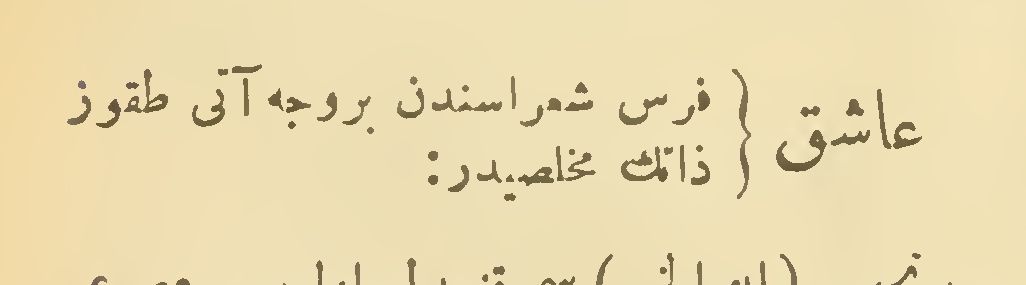 عاشق { فرس شعراسندن بروجه آتی طقوز
ذاتك مخلصیدر: